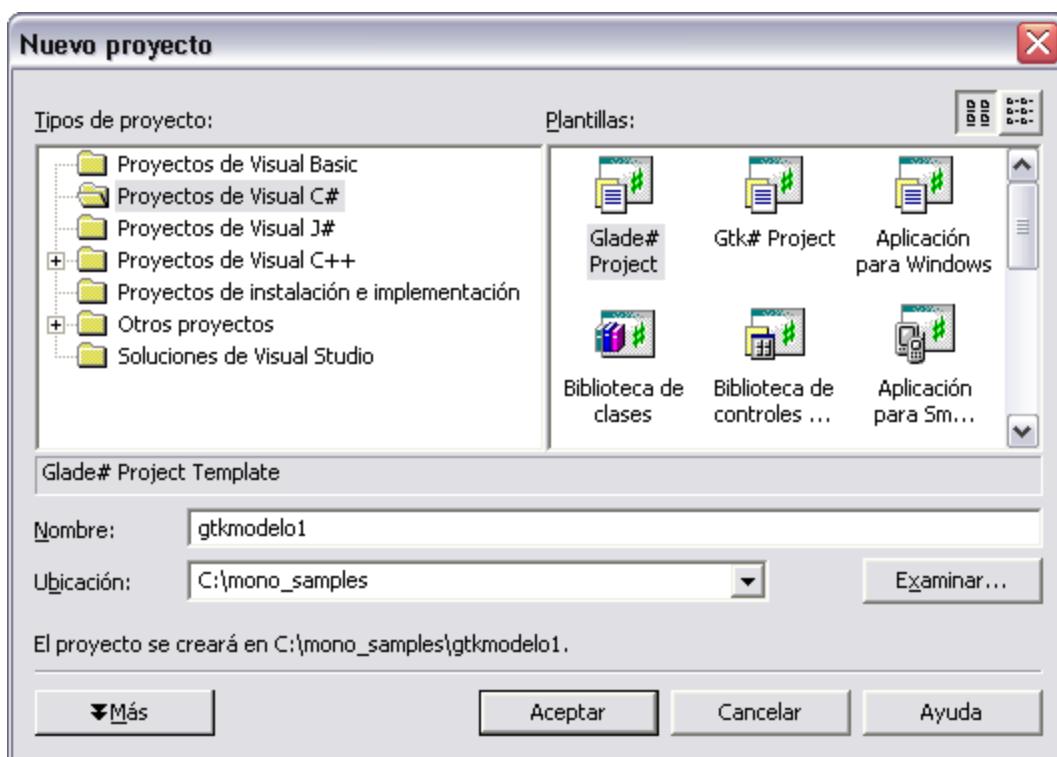 Nuevo proyecto
Tipos de proyecto:
Plantillas:
Proyectos de Visual Basic
Proyectos de Visual C#
Proyectos de Visual J#
Proyectos de Visual C++
Proyectos de instalación e implementación
Otros proyectos
Soluciones de Visual Studio
Glade#
Project
Gtk# Project
Aplicación
para Windows
Biblioteca de
clases
Biblioteca de
controles ...
Aplicación
para Sm...
Glade# Project Template
Nombre:
gtkmodelo1
Ubicación:
C:\mono_samples
Examinar...
El proyecto se creará en C:\mono_samples\gtkmodelo1.
Más
Aceptar
Cancelar
Ayuda